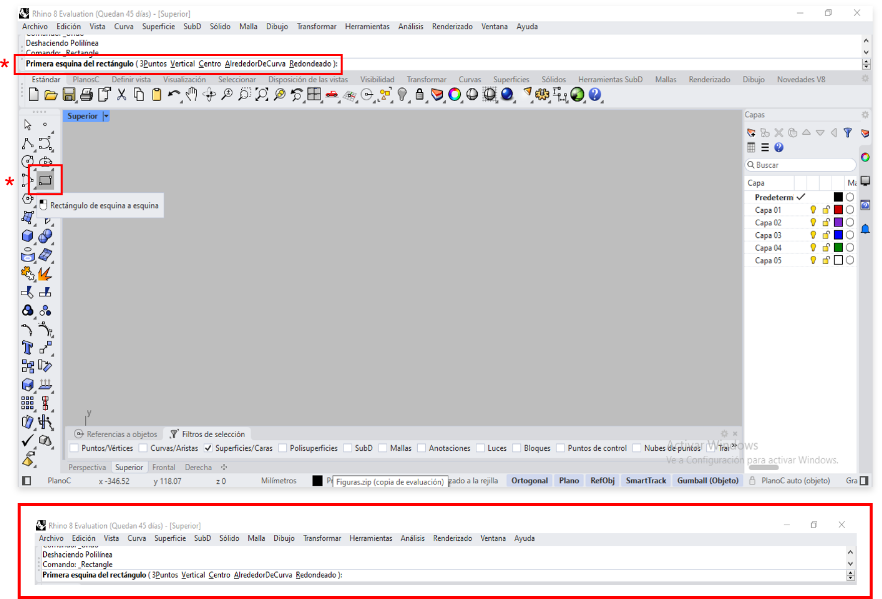 Rhino 8 Evaluation (Quedan 45 días) - [Superior]
Archivo Edición Vista Curva Superficie SubD Sólido Malla Dibujo Transformar Herramientas Análisis Renderizado Ventana Ayuda
Deshaciendo Polilínea
Comando: _Rectangle
* Primera esquina del rectángulo ( 3Puntos Vertical Centro AlrededorDeCurva Redondeado ):
Estándar PlanosC Definir vista Visualización Seleccionar Disposición de las vistas Visibilidad Transformar Curvas Superficies Sólidos Herramientas SubD Mallas Renderizado Dibujo Novedades V8
Superior
Capas
Buscar
Capa
*
Predeterm
Capa 01
Rectángulo de esquina a esquina
Capa 02
Capa 03
Capa 04
Capa 05
y
Referencias a objetos Filtros de selección
Puntos/Vértices Curvas/Aristas Superficies/Caras Polisuperficies SubD Mallas Anotaciones Luces Bloques Puntos de control Nubes de puntos
Activar Windows
Ve a Configuración para activar Windows.
Perspectiva Superior Frontal Derecha
PlanoC x -346.52 y 118.07 z 0 Milímetros Figuras.zip (copia de evaluación) a la rejilla Ortogonal Plano RefObj SmartTrack Gumball (Objeto) PlanoC auto (objeto) Gra
Rhino 8 Evaluation (Quedan 45 días) - [Superior]
Archivo Edición Vista Curva Superficie SubD Sólido Malla Dibujo Transformar Herramientas Análisis Renderizado Ventana Ayuda
Deshaciendo Polilínea
Comando: _Rectangle
Primera esquina del rectángulo ( 3Puntos Vertical Centro AlrededorDeCurva Redondeado ):